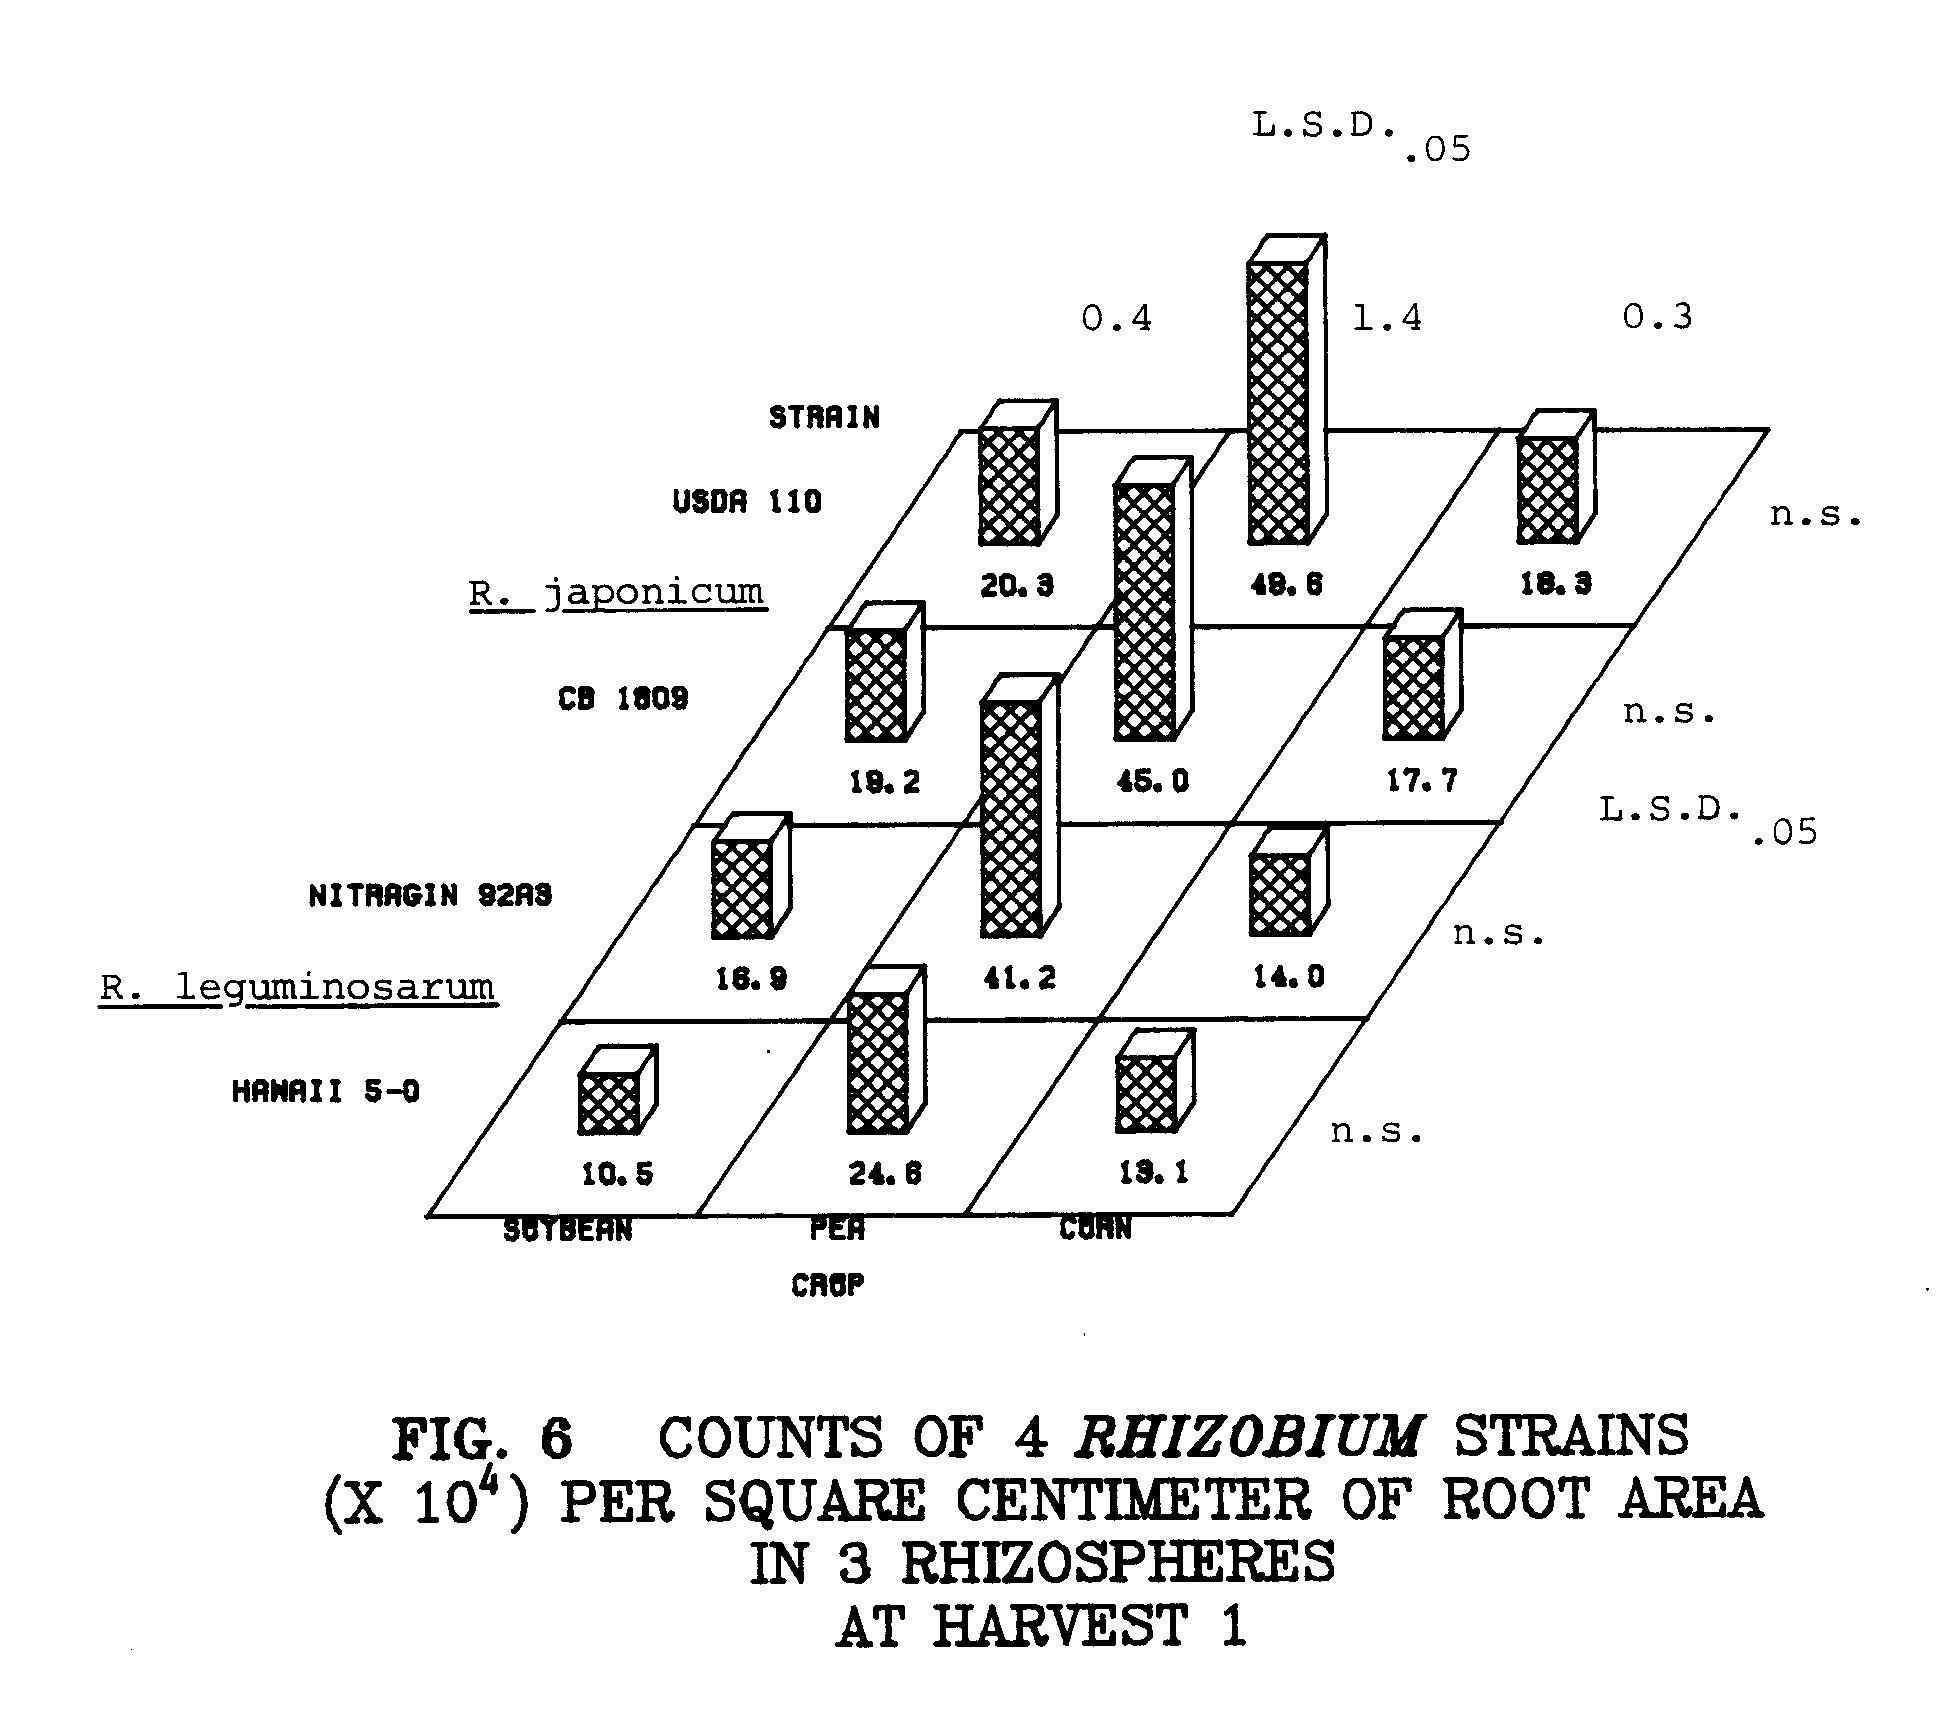 L.S.D. .05
0.4 1.4 0.3
STRAIN
USDA 110
n.s.
20.3 49.6 18.3
R. japonicum
CB 1809
n.s.
19.2 45.0 17.7
L.S.D. .05
NITRAGIN 92A3
n.s.
16.9 41.2 14.0
R. leguminosarum
HAWAII 5-0
n.s.
10.5 24.6 13.1
SOYBEAN PEA CORN
CROP
FIG. 6 COUNTS OF 4 RHIZOBIUM STRAINS
(X 10⁴) PER SQUARE CENTIMETER OF ROOT AREA
IN 3 RHIZOSPHERES
AT HARVEST 1